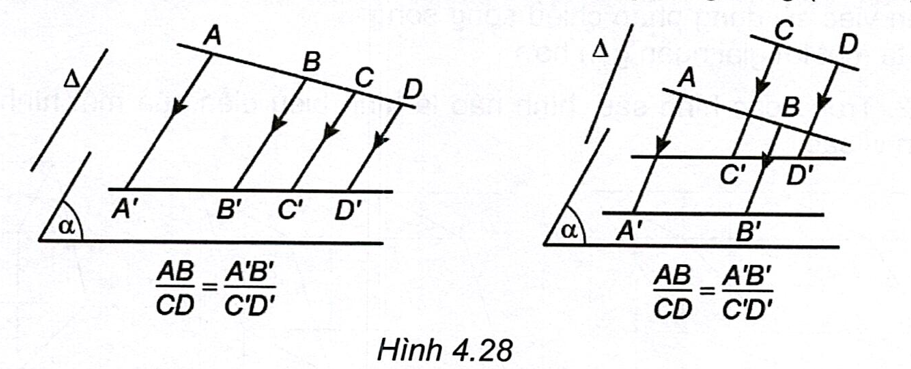 A B C D
Δ
A' B' C' D'
α
AB/CD = A'B'/C'D'
C D
Δ
A B
C' D'
α A' B'
AB/CD = A'B'/C'D'
Hình 4.28